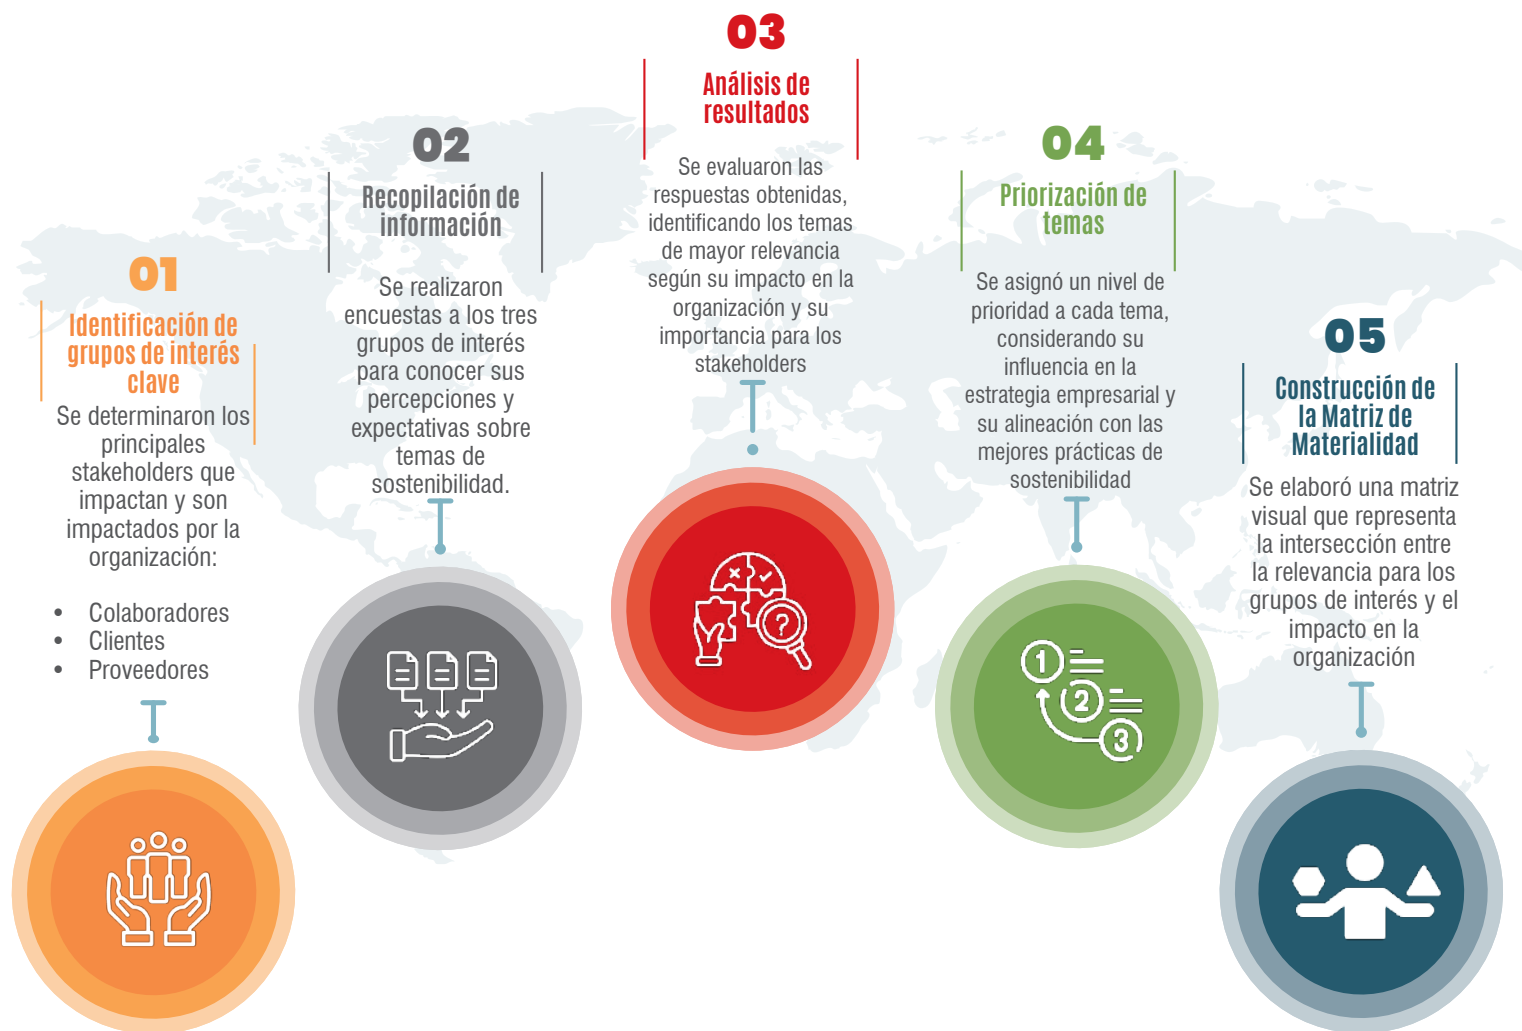 01
Identificación de
grupos de interés
clave
Se determinaron los
principales
stakeholders que
impactan y son
impactados por la
organización:
• Colaboradores
• Clientes
• Proveedores
02
Recopilación de
información
Se realizaron
encuestas a los tres
grupos de interés
para conocer sus
percepciones y
expectativas sobre
temas de
sostenibilidad.
03
Análisis de
resultados
Se evaluaron las
respuestas obtenidas,
identificando los temas
de mayor relevancia
según su impacto en la
organización y su
importancia para los
stakeholders
?
04
Priorización de
temas
Se asignó un nivel de
prioridad a cada tema,
considerando su
influencia en la
estrategia empresarial y
su alineación con las
mejores prácticas de
sostenibilidad
1
2
3
05
Construcción de
la Matriz de
Materialidad
Se elaboró una matriz
visual que representa
la intersección entre
la relevancia para los
grupos de interés y el
impacto en la
organización